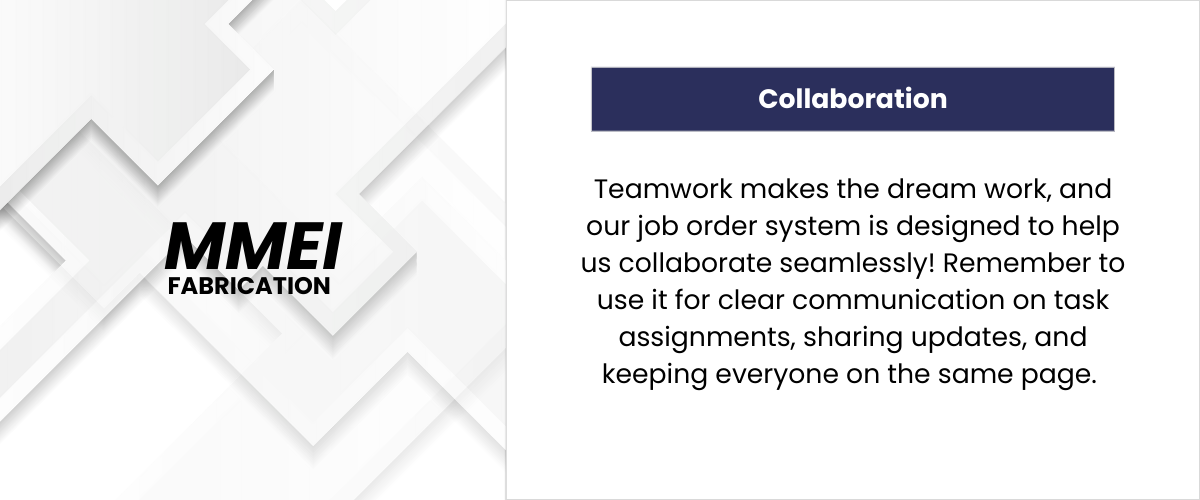 MMEI
FABRICATION
Collaboration
Teamwork makes the dream work, and
our job order system is designed to help
us collaborate seamlessly! Remember to
use it for clear communication on task
assignments, sharing updates, and
keeping everyone on the same page.